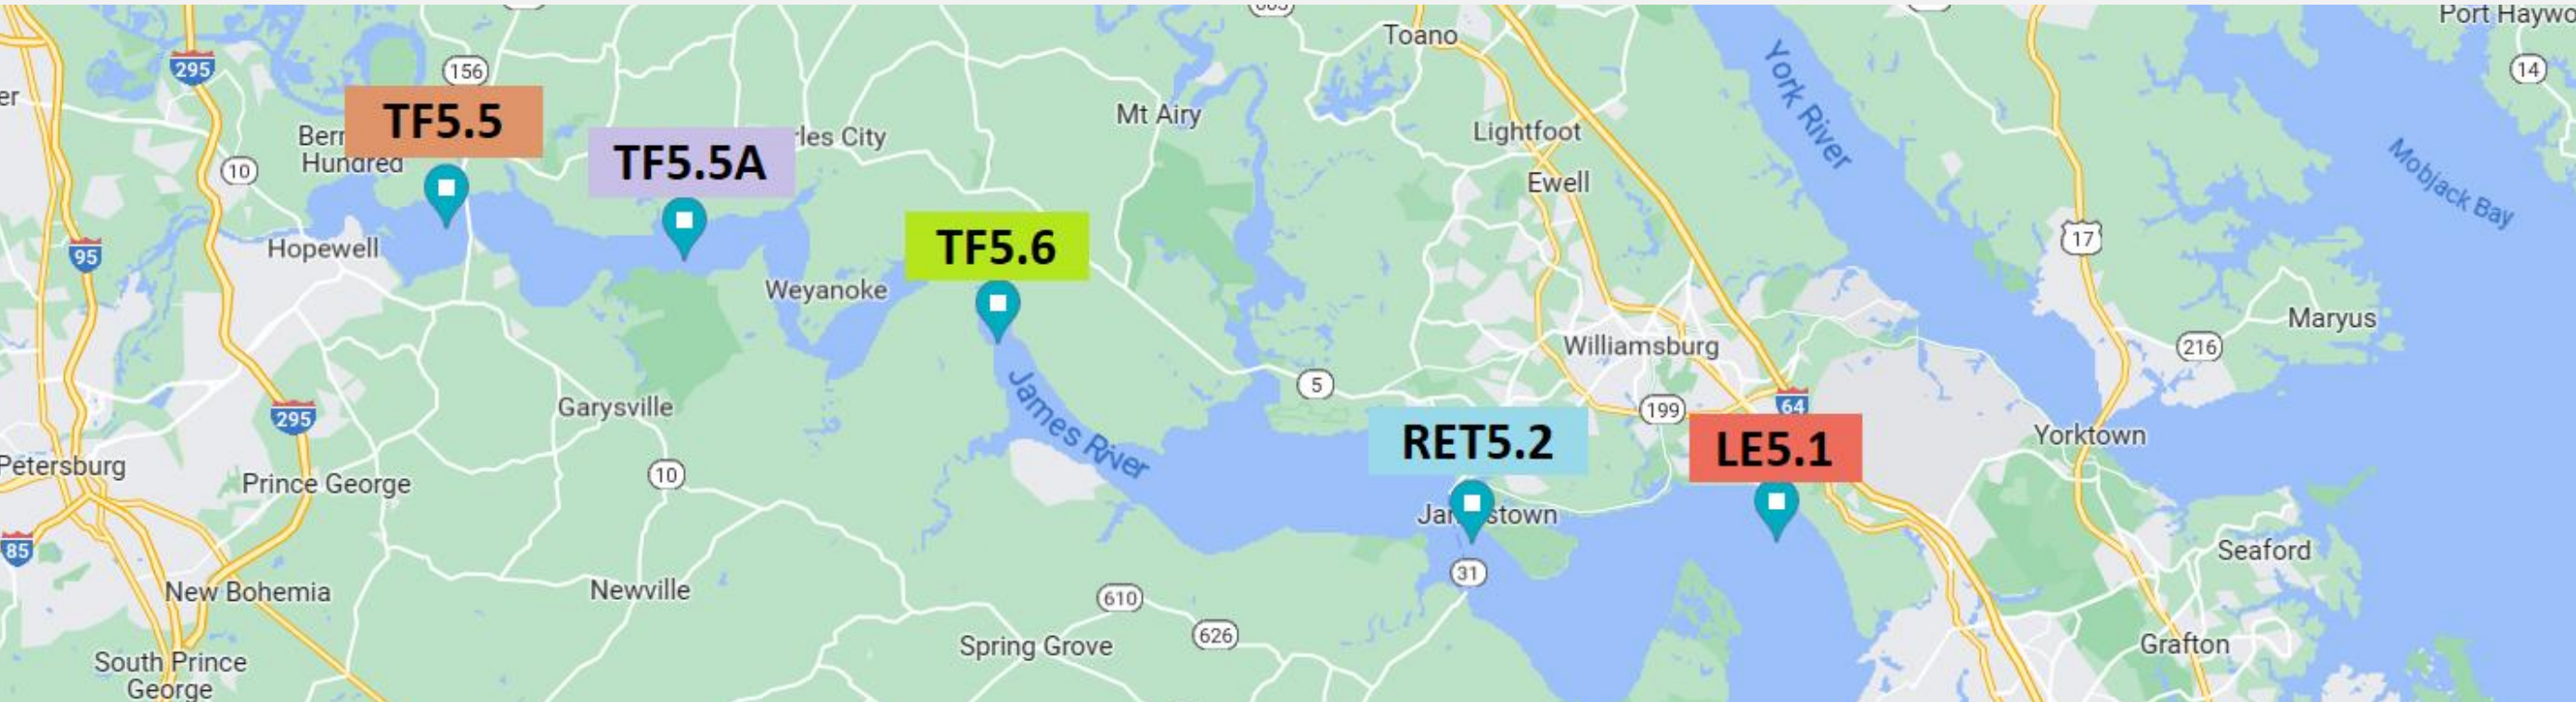 Port Haywo
Toano
295
156
14
er
TF5.5
Mt Airy
York River
Bern
Hundred
rles City
Lightfoot
TF5.5A
10
Ewell
Mobjack Bay
Hopewell
95
TF5.6
17
Weyanoke
Maryus
Williamsburg
216
5
James River
Garysville
295
199
64
RET5.2
LE5.1
Yorktown
Petersburg
10
Prince George
Jam
stown
85
Seaford
31
New Bohemia
Newville
610
626
Spring Grove
Grafton
South Prince
George